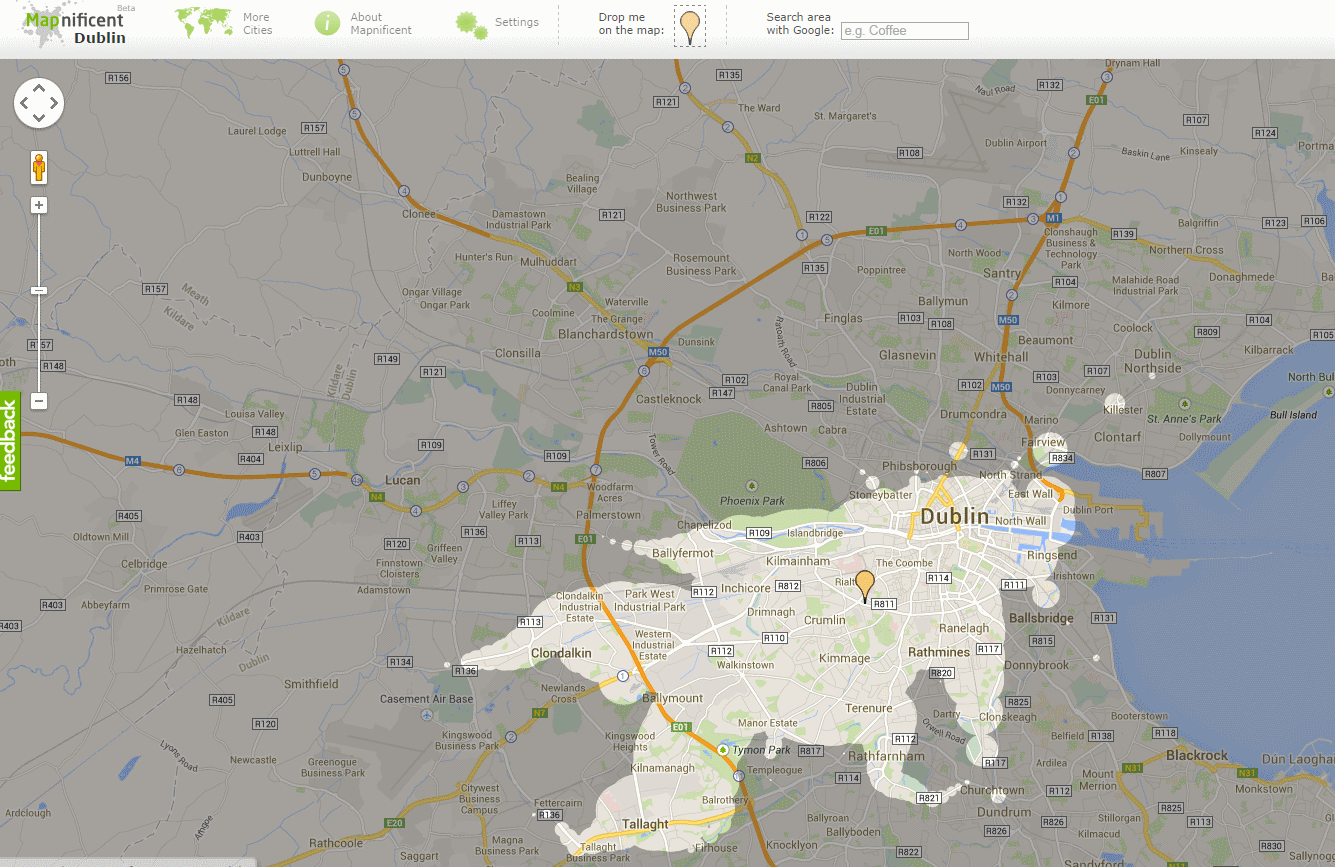 Mapnificent
Beta
Dublin
More
Cities
About
Mapnificent
Settings
Drop me
on the map:
Search area
with Google:
e.g. Coffee
feedback
Drynam Hall
R156
R135
R132
Naul Road
E01
R121
The Ward
St. Margaret's
R107
R124
Laurel Lodge
R157
Dublin Airport
Baskin Lane
Kinsealy
Portma
Luttrell Hall
R108
N2
Dunboyne
Bealing
Village
Northwest
Business Park
R132
Clonee
Damastown
Industrial Park
R121
R122
M1
Balgriffin
R123
R106
E01
R139
Clonshaugh
Business &
Technology
Park
Northern Cross
Hunter's Run
Mulhuddart
Rosemount
Business Park
R135
Poppintree
North Wood
Santry
R104
Malahide Road
Industrial Park
Donaghmede
R157
Meath
Kildare
Ongar Village
Ongar Park
N3
Waterville
The Grange
Coolmine
Ballymun
Kilmore
Blanchardstown
Finglas
R103
R108
M50
Coolock
R104
R809
R105
Ratoath Road
Beaumont
R157
Dunsink
Glasnevin
Whitehall
Dublin
Northside
Kilbarrack
oth
R148
R149
Clonsilla
M50
R121
Kildare
Dublin
R102
Royal
Canal Park
R147
R103
R107
North Bul
Castleknock
Dublin
Industrial
Estate
R102
M50
Donnycarney
R148
R805
Killester
St. Anne's Park
Bull Island
Louisa Valley
Drumcondra
Marino
Glen Easton
R148
Ashtown
Cabra
Clontarf
Dollymount
Leixlip
R109
Tower Road
Fairview
R404
R109
R806
Phibsborough
R131
R834
M4
Lucan
North Strand
R807
N4
N4
Woodfarm
Acres
Phoenix Park
Stoneybatter
East Wall
R405
Liffey
Valley Park
Palmerstown
Dublin
North Wall
Dublin Port
Oldtown Mill
R403
R136
R113
E01
Chapelizod
R109
Islandbridge
R120
Griffeen
Valley
Ballyfermot
Ringsend
Celbridge
Finnstown
Cloisters
Kilmainham
The Coombe
Irishtown
Primrose Gate
Adamstown
Clondalkin
Industrial
Estate
Park West
Industrial Park
R112
Inchicore
R812
R114
R111
R403
Abbeyfarm
R811
Kildare
R113
Drimnagh
Crumlin
Ballsbridge
R131
R403
Ranelagh
Western
Industrial
Estate
R110
R815
Hazelhatch
Dublin
Clondalkin
R112
Walkinstown
Kimmage
Rathmines
R117
Donnybrook
R134
R136
R820
Smithfield
Newlands
Cross
Casement Air Base
Ballymount
R405
R825
Terenure
Dartry
Clonskeagh
Booterstown
R120
N7
E01
Manor Estate
Orwell Road
R118
Belfield
R138
Lyons Road
Kingswood
Business Park
Kingswood
Heights
Tymon Park
R817
R112
Blackrock
Dún Laoghai
Newcastle
Rathfarnham
R117
Ardilea
Greenogue
Business Park
Kilnamanagh
Templeogue
R114
Mount
Merrion
N31
N31
Monkstown
Citywest
Business
Campus
R821
Churchtown
R112
Fettercairn
Balrothery
Dundrum
R825
Ardclough
R136
Tallaght
Ballyroan
Stillorgan
R826
R113
E20
Ballyboden
R826
Kilmacud
Rathcoole
Magna
Business Park
Tallaght
Business Park
Firhouse
Knocklyon
R830
Saggart
R822
Sandyford
N31
Sallynoggin